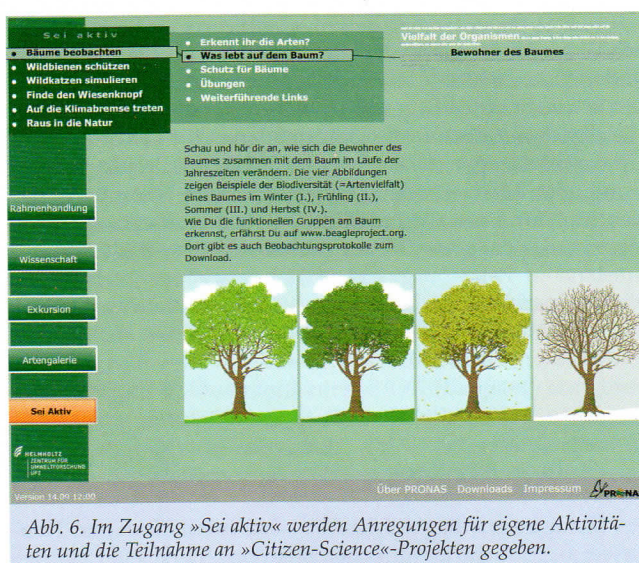 Sei aktiv
Bäume beobachten
Wildbienen schützen
Wildkatzen simulieren
Finde den Wiesenknopf
Auf die Klimabremse treten
Raus in die Natur
Erkennt ihr die Arten?
Was lebt auf dem Baum?
Schutz für Bäume
Übungen
Weiterführende Links
Vielfalt der Organismen
Bewohner des Baumes
Schau und hör dir an, wie sich die Bewohner des
Baumes zusammen mit dem Baum im Laufe der
Jahreszeiten verändern. Die vier Abbildungen
zeigen Beispiele der Biodiversität (=Artenvielfalt)
eines Baumes im Winter (I.), Frühling (II.),
Sommer (III.) und Herbst (IV.).
Wie Du die funktionellen Gruppen am Baum
erkennst, erfährst Du auf www.beagleproject.org.
Dort gibt es auch Beobachtungsprotokolle zum
Download.
Rahmenhandlung
Wissenschaft
Exkursion
Artengalerie
Sei Aktiv
HELMHOLTZ
ZENTRUM FÜR
UMWELTFORSCHUNG
UFZ
Version 14.09 12:00
Über PRONAS Downloads Impressum PRONA
Abb. 6. Im Zugang »Sei aktiv« werden Anregungen für eigene Aktivitä-
ten und die Teilnahme an »Citizen-Science«-Projekten gegeben.